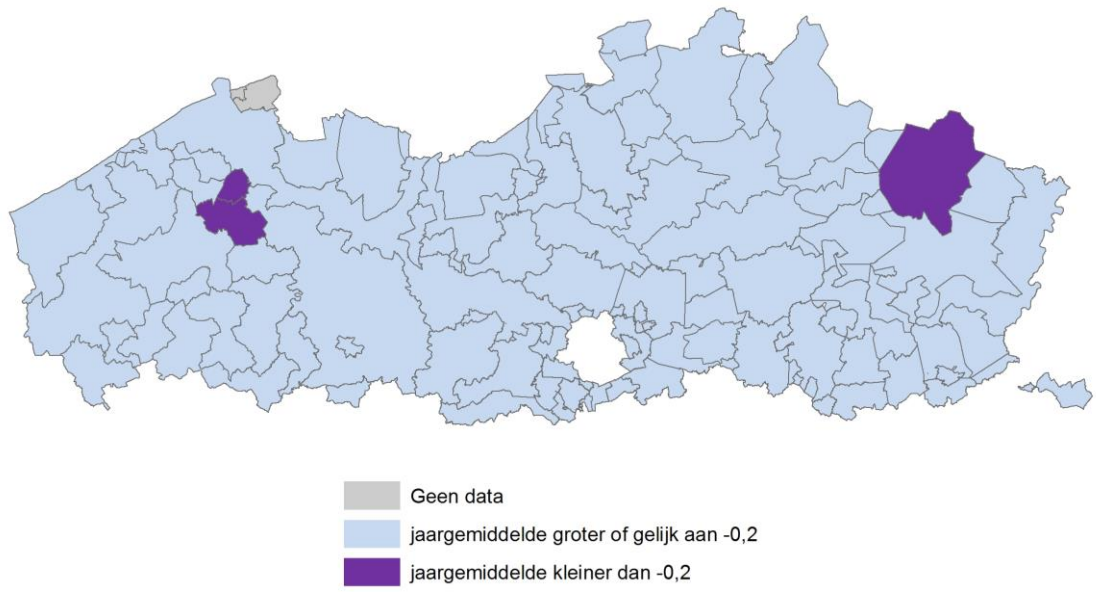 Geen data
jaargemiddelde groter of gelijk aan -0,2
jaargemiddelde kleiner dan -0,2